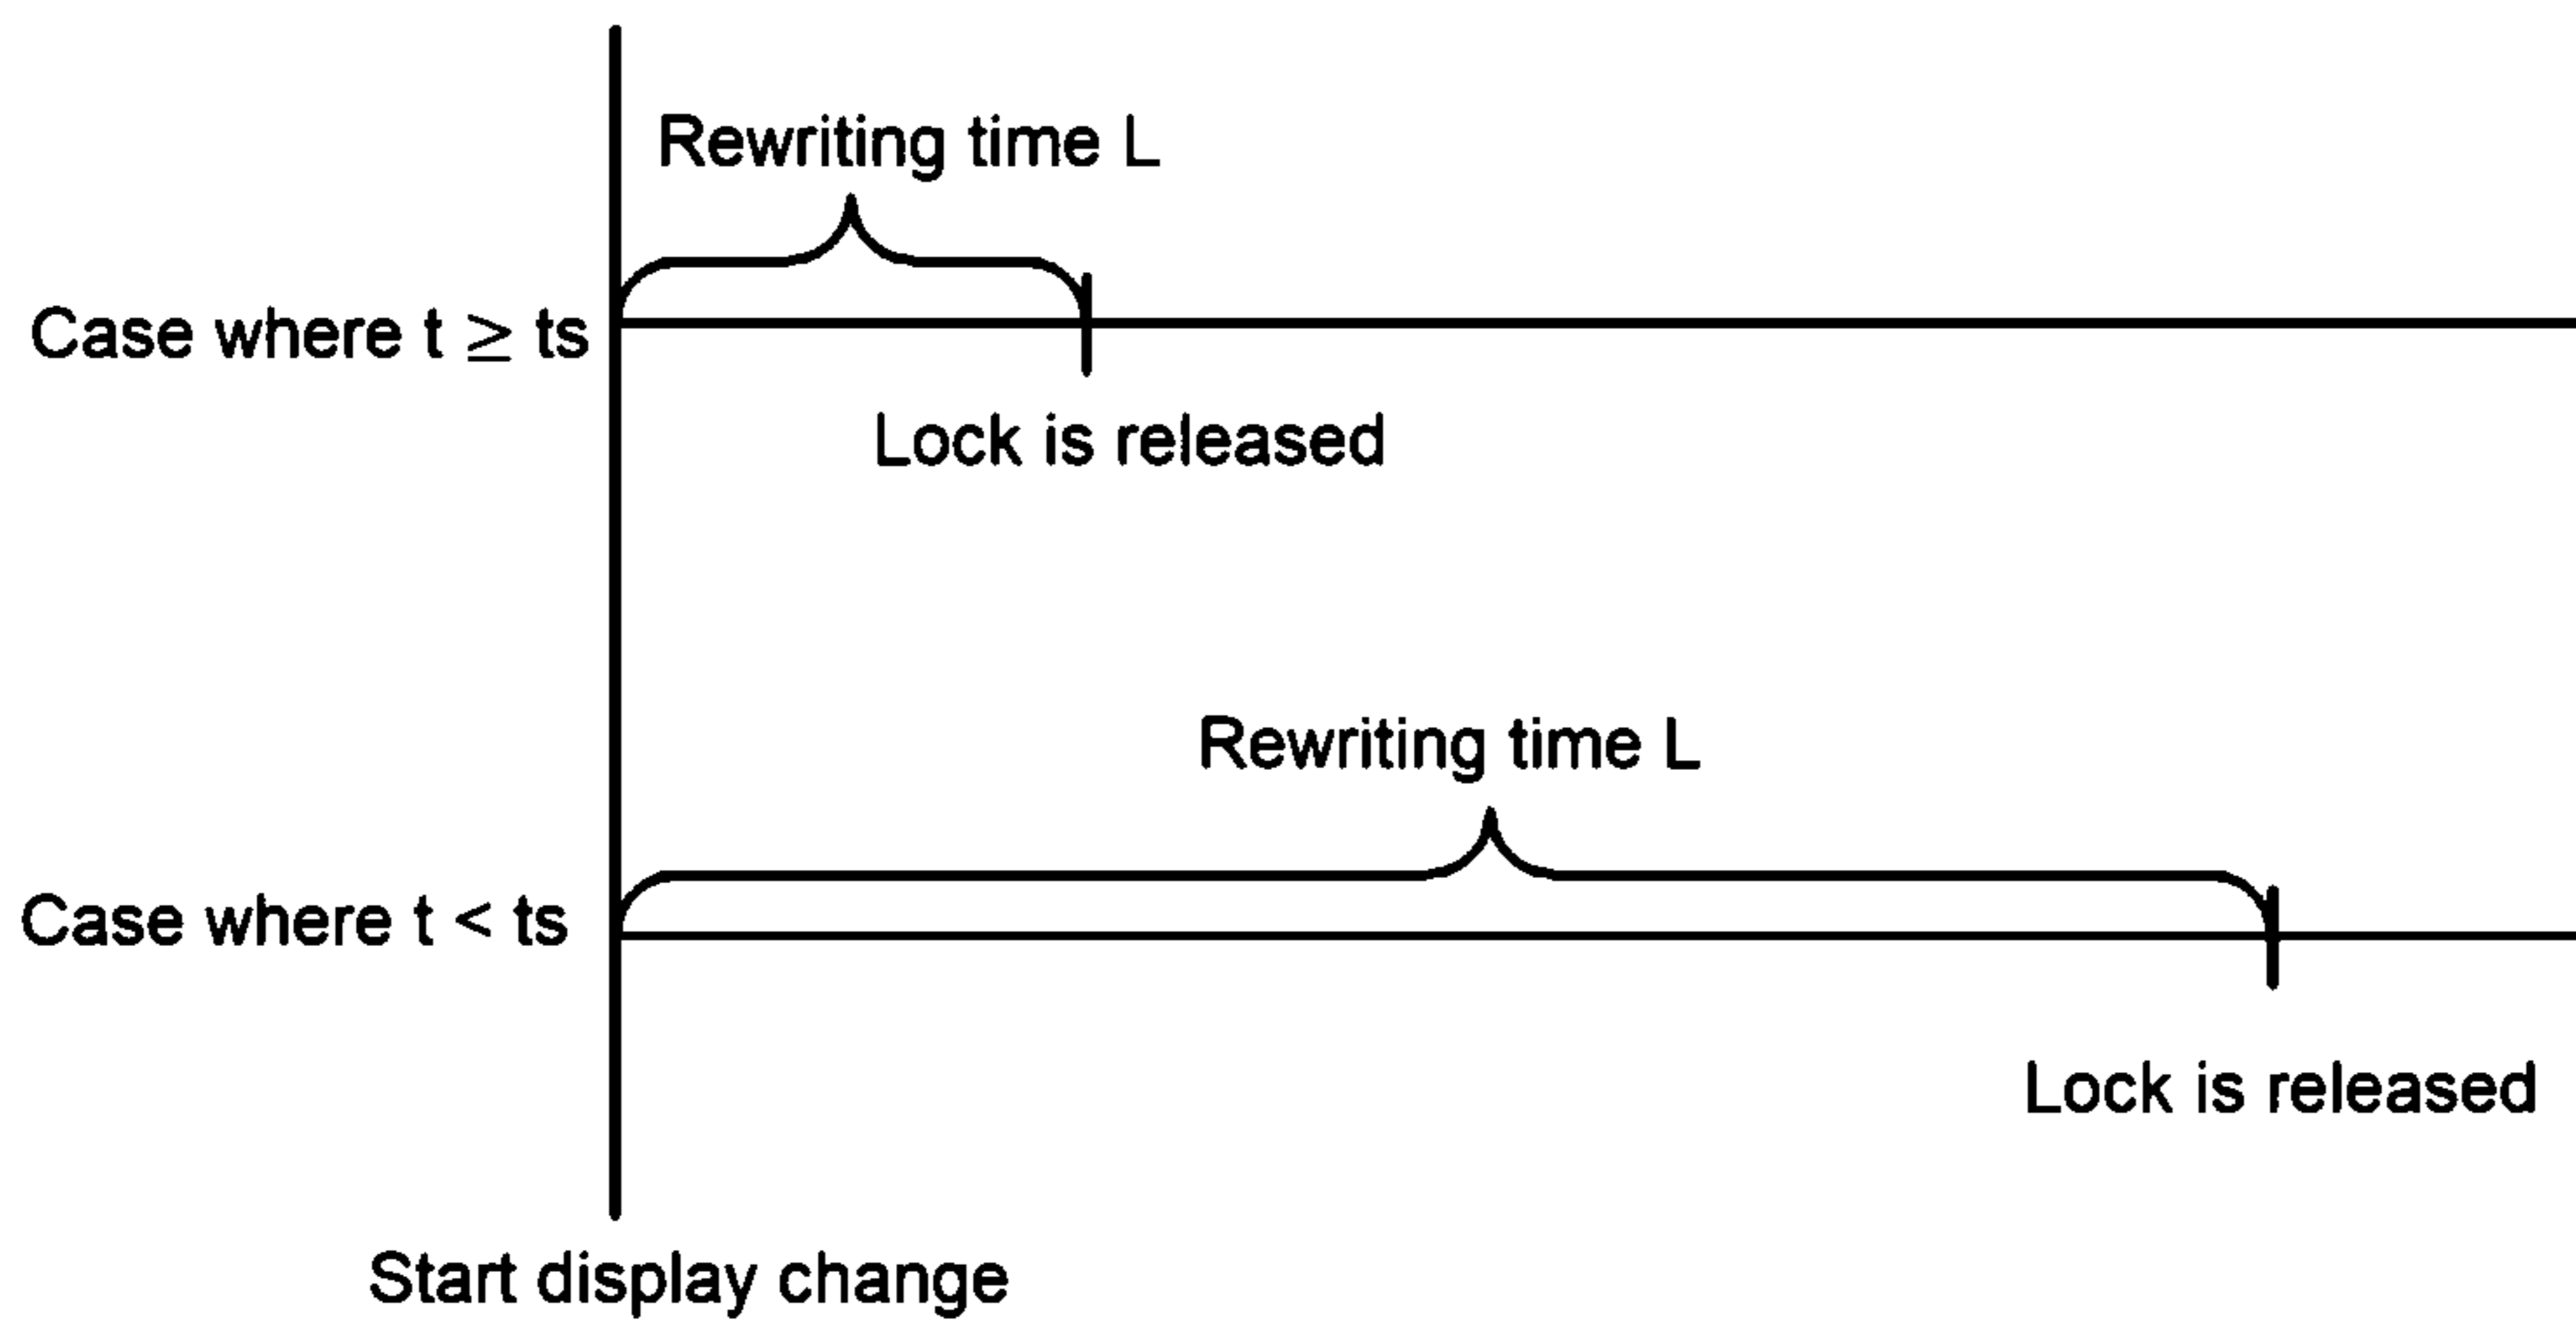 Rewriting time L
Case where t ≥ ts
Lock is released
Rewriting time L
Case where t < ts
Lock is released
Start display change